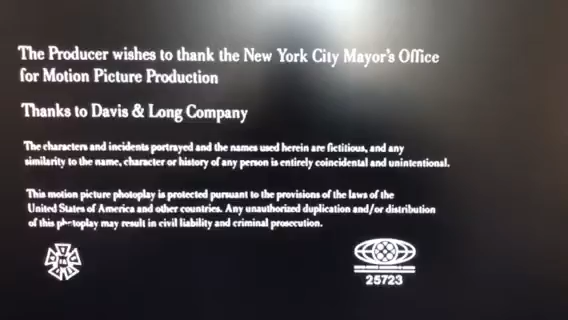 The Producer wishes to thank the New York City Mayor's Office
for Motion Picture Production
Thanks to Davis & Long Company
The characters and incidents portrayed and the names used herein are fictitious, and any
similarity to the name, character or history of any person is entirely coincidental and unintentional.
This motion picture photoplay is protected pursuant to the provisions of the laws of the
United States of America and other countries. Any unauthorized duplication and/or distribution
of this photoplay may result in civil liability and criminal prosecution.
25723